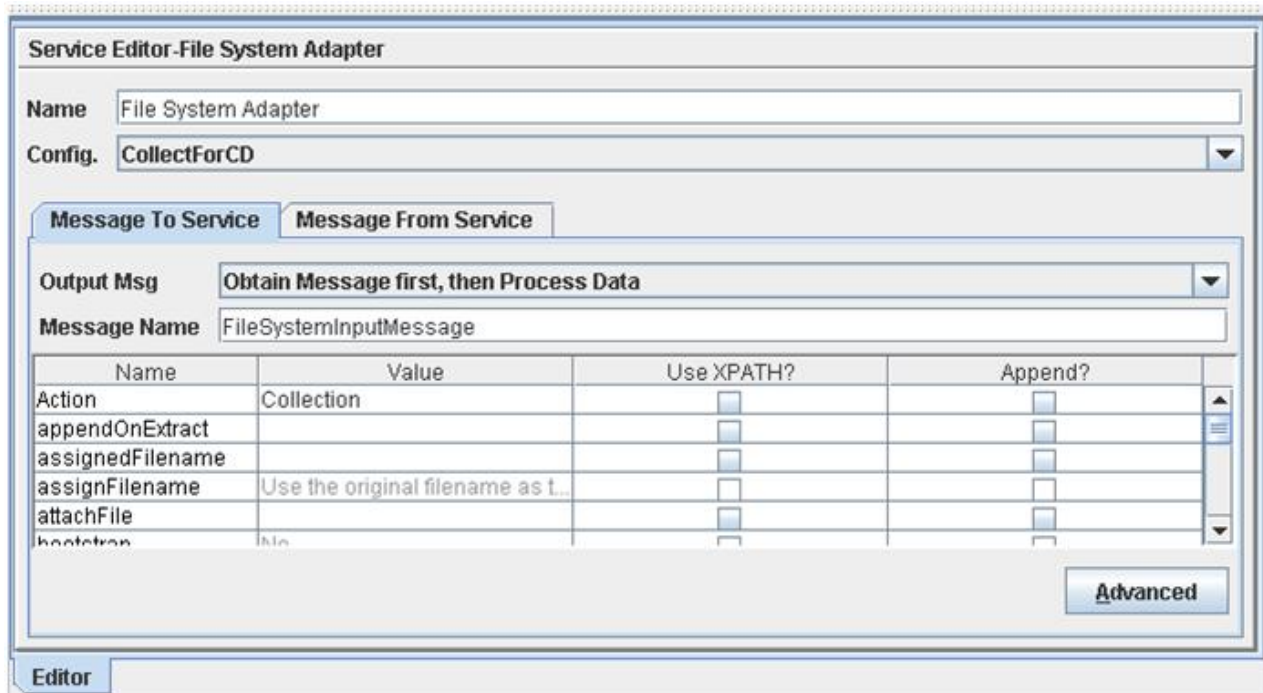 Service Editor-File System Adapter
Name File System Adapter
Config. CollectForCD
Message To Service Message From Service
Output Msg Obtain Message first, then Process Data
Message Name FileSystemInputMessage
Name Value Use XPATH? Append?
Action Collection
appendOnExtract
assignedFilename
assignFilename Use the original filename as t...
attachFile
bootstrap No
Advanced
Editor